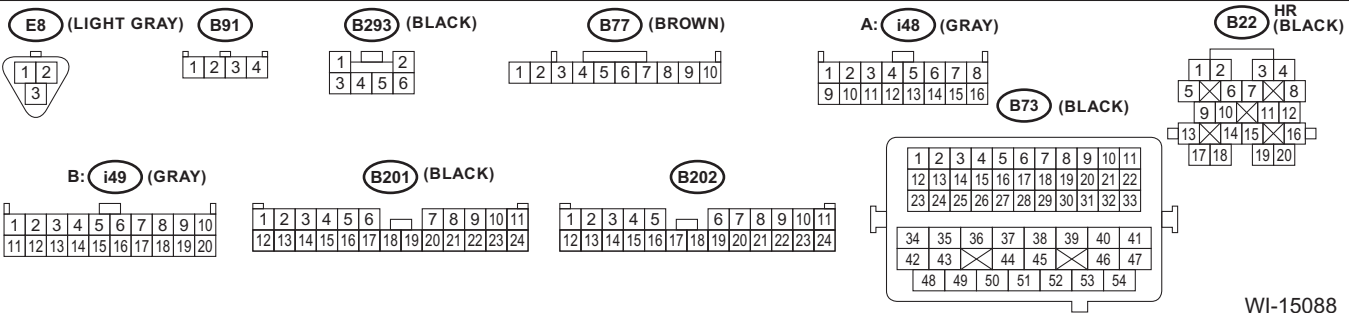 E8 (LIGHT GRAY)
1 2
3
B91
1 2 3 4
B293 (BLACK)
1 2
3 4 5 6
B77 (BROWN)
1 2 3 4 5 6 7 8 9 10
A: i48 (GRAY)
1 2 3 4 5 6 7 8
9 10 11 12 13 14 15 16
B22 HR (BLACK)
1 2 3 4
5 6 7 8
9 10 11 12
13 14 15 16
17 18 19 20
B: i49 (GRAY)
1 2 3 4 5 6 7 8 9 10
11 12 13 14 15 16 17 18 19 20
B201 (BLACK)
1 2 3 4 5 6 7 8 9 10 11
12 13 14 15 16 17 18 19 20 21 22 23 24
B202
1 2 3 4 5 6 7 8 9 10 11
12 13 14 15 16 17 18 19 20 21 22 23 24
B73 (BLACK)
1 2 3 4 5 6 7 8 9 10 11
12 13 14 15 16 17 18 19 20 21 22
23 24 25 26 27 28 29 30 31 32 33
34 35 36 37 38 39 40 41
42 43 44 45 46 47
48 49 50 51 52 53 54
WI-15088